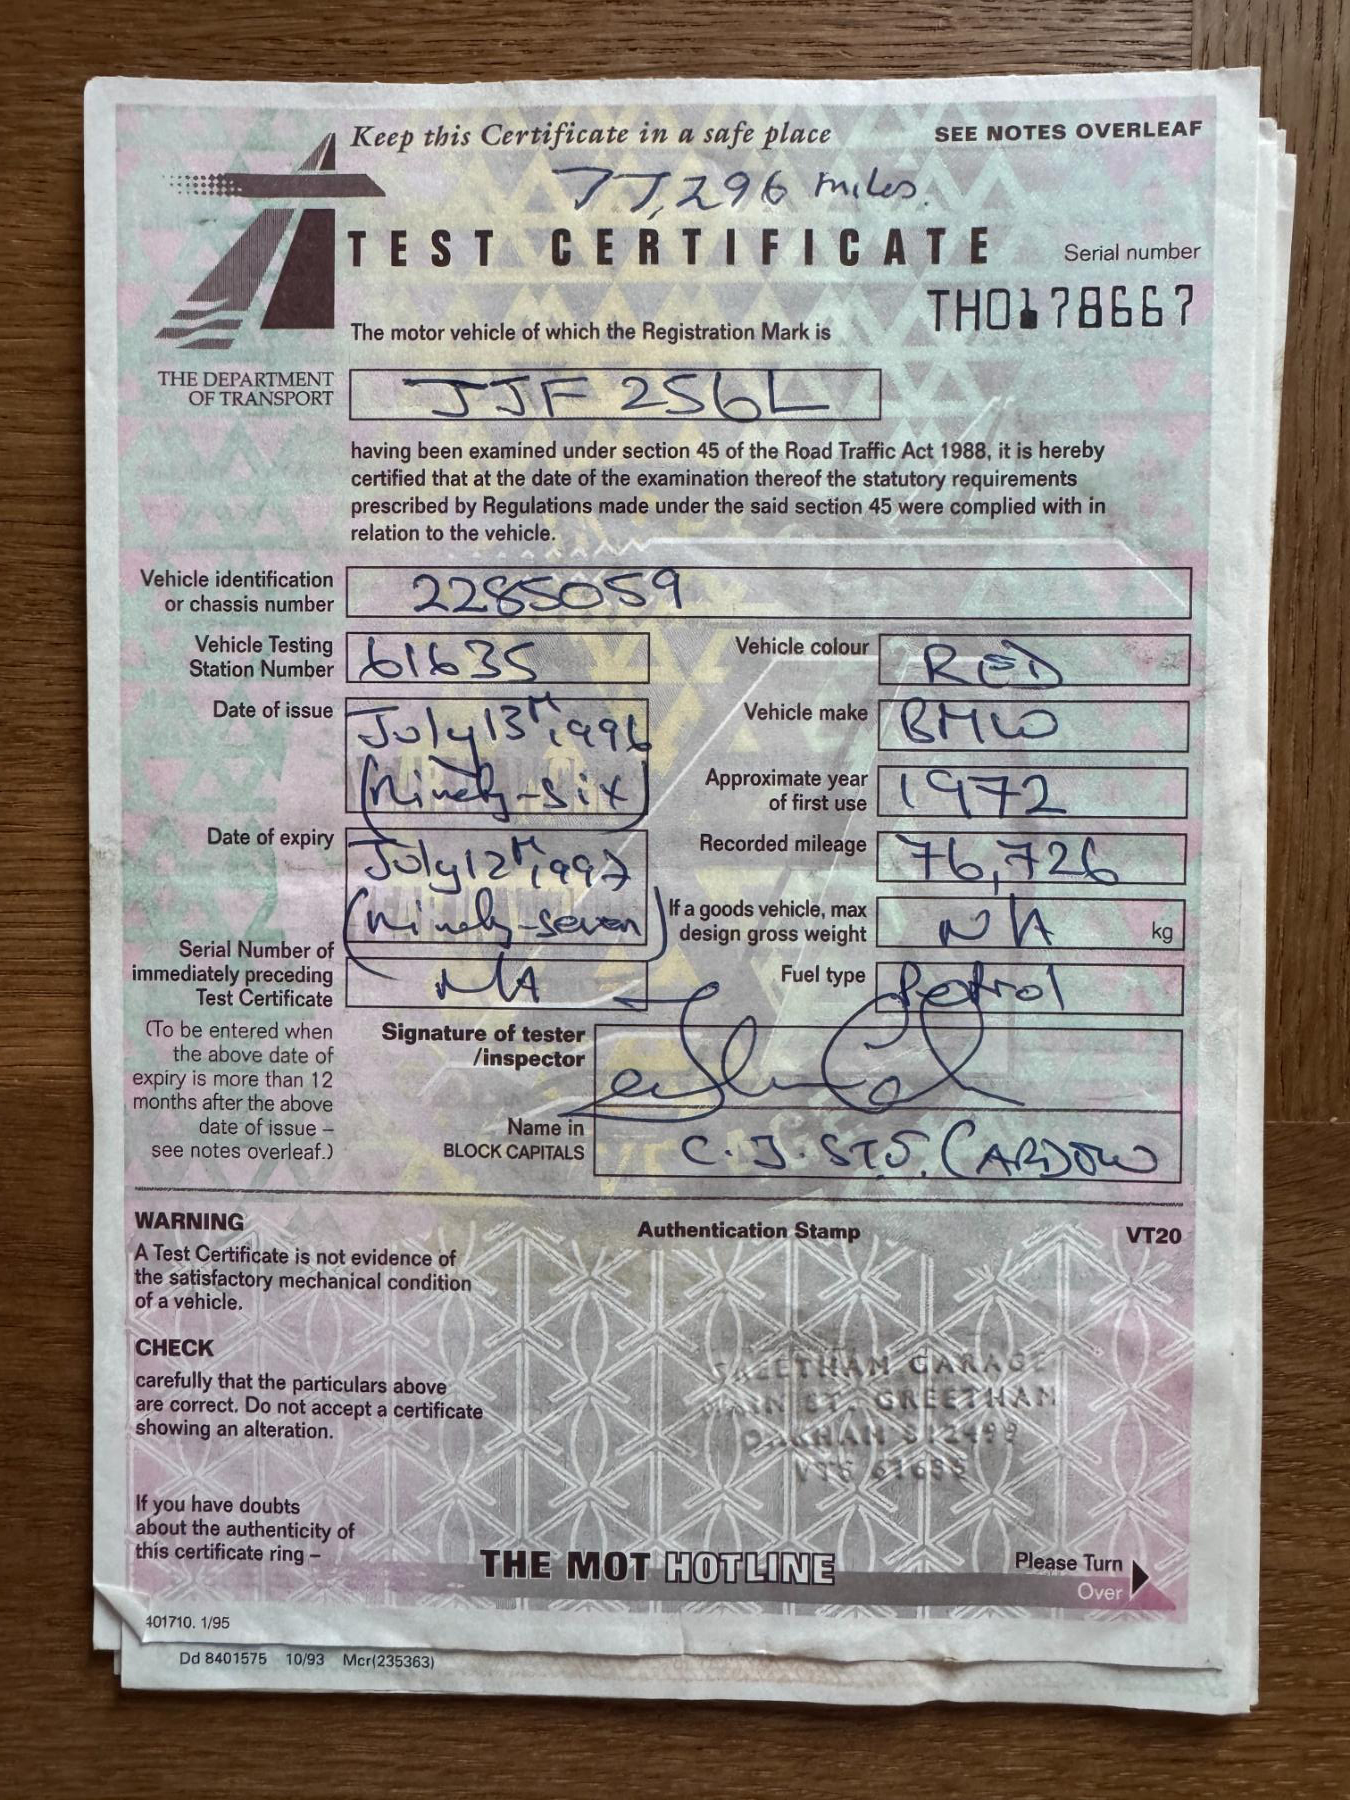 Keep this Certificate in a safe place
SEE NOTES OVERLEAF
77,296 miles.
TEST CERTIFICATE
Serial number
TH0178667
The motor vehicle of which the Registration Mark is
THE DEPARTMENT
OF TRANSPORT
JJF 256L
having been examined under section 45 of the Road Traffic Act 1988, it is hereby
certified that at the date of the examination thereof the statutory requirements
prescribed by Regulations made under the said section 45 were complied with in
relation to the vehicle.
Vehicle identification
or chassis number
2285059
Vehicle Testing
Station Number
61635
Vehicle colour
RED
Date of issue
July 13th, 1996
(Ninety-six)
Vehicle make
BMW
Approximate year
of first use
1972
Date of expiry
July 12th, 1997
(Ninety-seven)
Recorded mileage
76,726
If a goods vehicle, max
design gross weight
N/A
kg
Serial Number of
immediately preceding
Test Certificate
N/A
Fuel type
Petrol
(To be entered when
the above date of
expiry is more than 12
months after the above
date of issue –
see notes overleaf.)
Signature of tester
/inspector
Name in
BLOCK CAPITALS
C. J. STJ. CARDOW
WARNING
A Test Certificate is not evidence of
the satisfactory mechanical condition
of a vehicle.
Authentication Stamp
VT20
CHECK
carefully that the particulars above
are correct. Do not accept a certificate
showing an alteration.
GREETHAM GARAGE
MAIN ST. GREETHAM
OAKHAM 812499
VTS 61635
If you have doubts
about the authenticity of
this certificate ring –
THE MOT HOTLINE
Please Turn
Over
401710. 1/95
Dd 8401575 10/93 Mcr(235363)